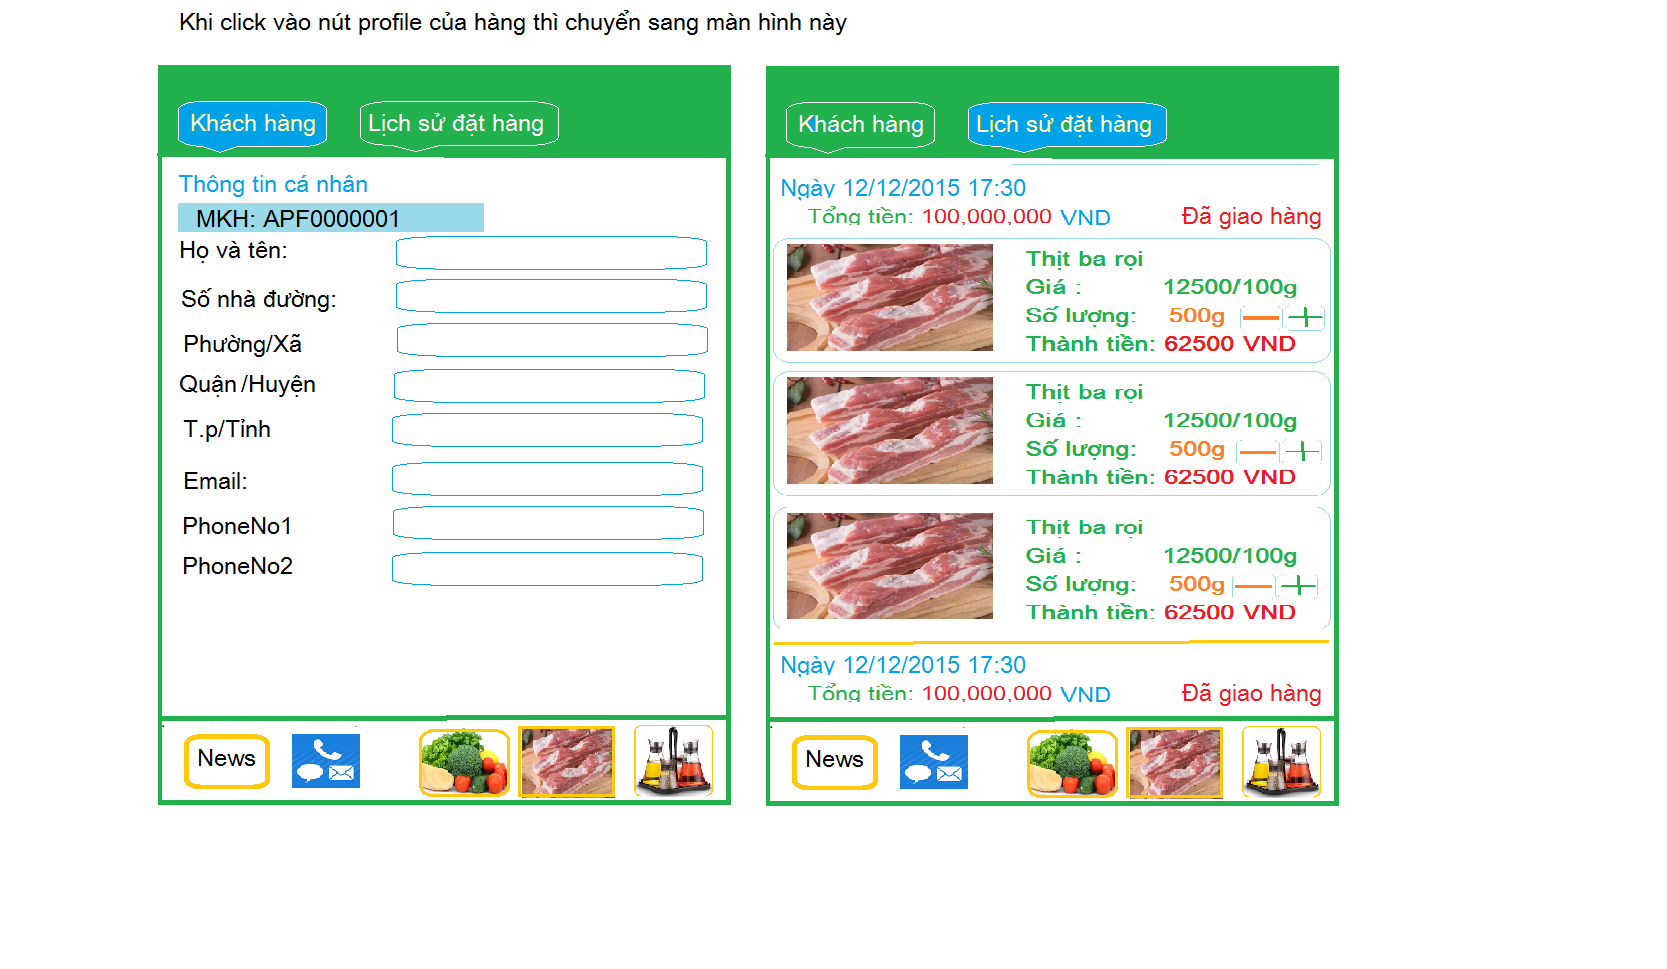 Khi click vào nút profile của hàng thì chuyển sang màn hình này
Khách hàng
Lịch sử đặt hàng
Thông tin cá nhân
MKH: APF0000001
Họ và tên:
Số nhà đường:
Phường/Xã
Quận /Huyện
T.p/Tỉnh
Email:
PhoneNo1
PhoneNo2
News
Khách hàng
Lịch sử đặt hàng
Ngày 12/12/2015 17:30
Tổng tiền: 100,000,000 VND Đã giao hàng
Thịt ba rọi
Giá : 12500/100g
Số lượng: 500g
Thành tiền: 62500 VND
Thịt ba rọi
Giá : 12500/100g
Số lượng: 500g
Thành tiền: 62500 VND
Thịt ba rọi
Giá : 12500/100g
Số lượng: 500g
Thành tiền: 62500 VND
Ngày 12/12/2015 17:30
Tổng tiền: 100,000,000 VND Đã giao hàng
News